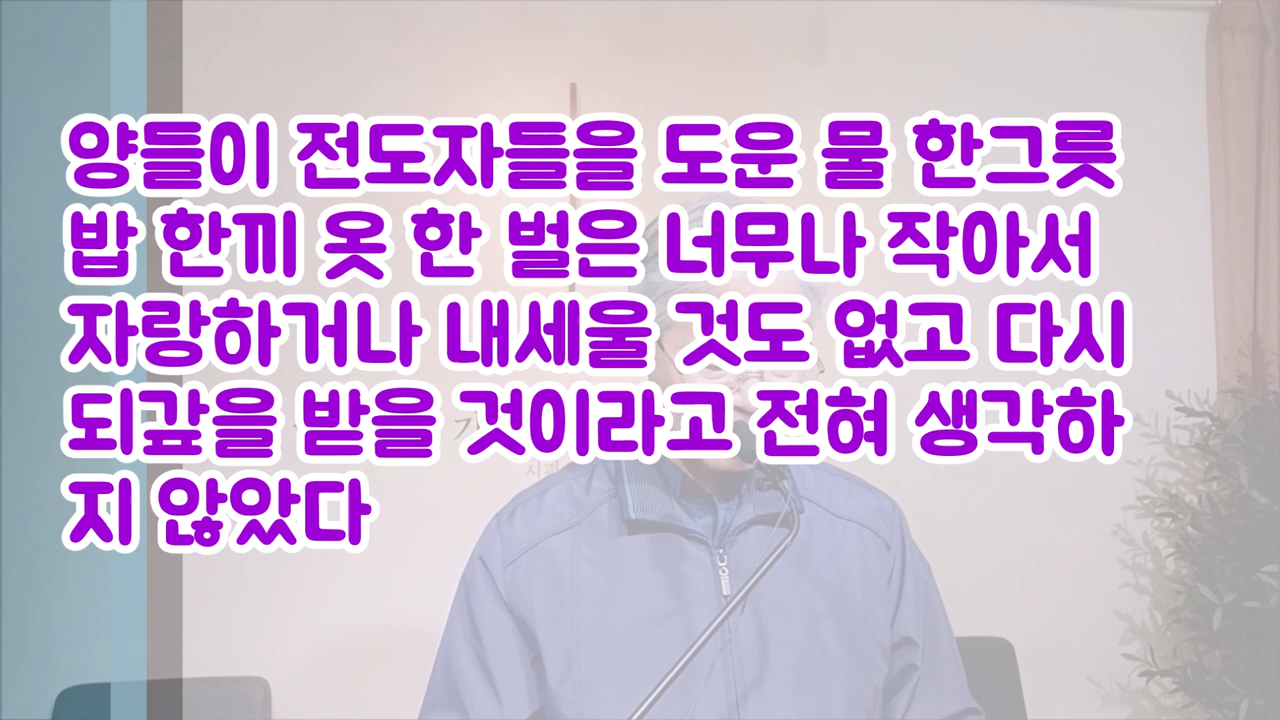 양들이 전도자들을 도운 물 한그릇
밥 한끼 옷 한 벌은 너무나 작아서
자랑하거나 내세울 것도 없고 다시
되갚을 받을 것이라고 전혀 생각하
지 않았다